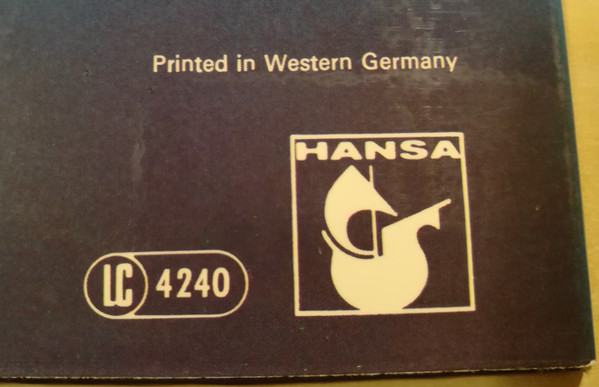 Printed in Western Germany
HANSA
LC 4240